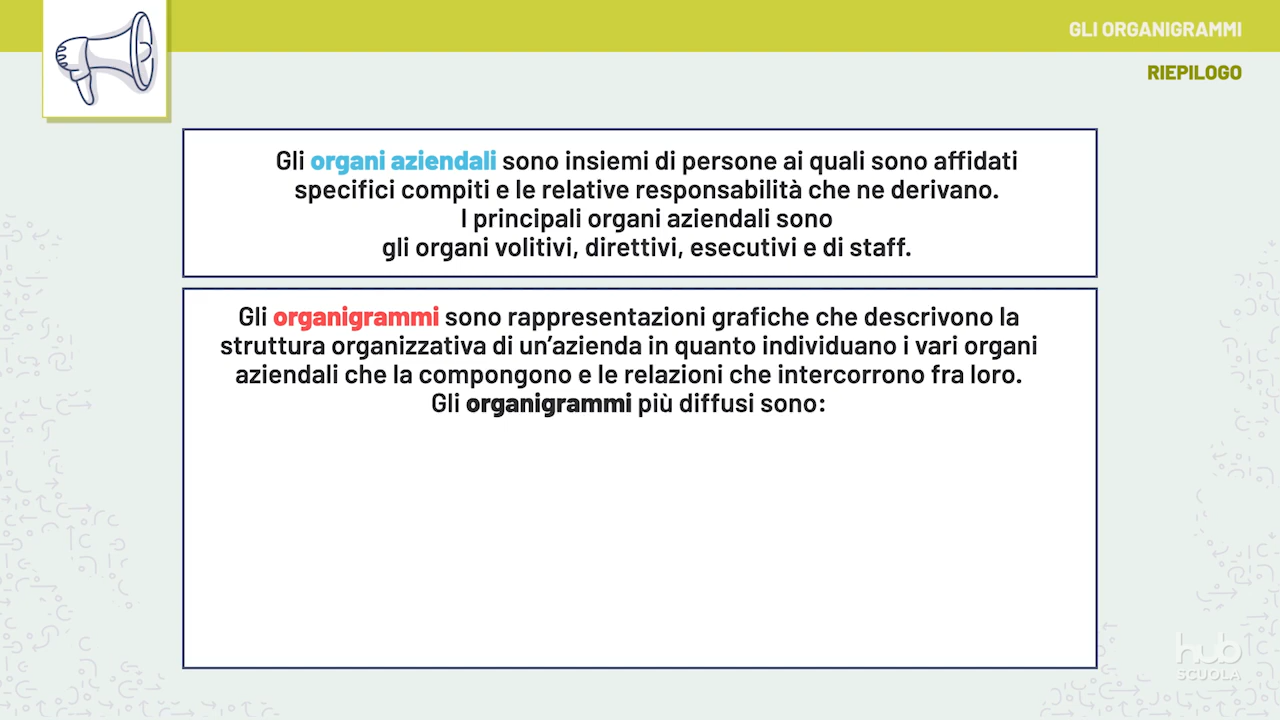 GLI ORGANIGRAMMI
RIEPILOGO
Gli organi aziendali sono insiemi di persone ai quali sono affidati
specifici compiti e le relative responsabilità che ne derivano.
I principali organi aziendali sono
gli organi volitivi, direttivi, esecutivi e di staff.
Gli organigrammi sono rappresentazioni grafiche che descrivono la
struttura organizzativa di un’azienda in quanto individuano i vari organi
aziendali che la compongono e le relazioni che intercorrono fra loro.
Gli organigrammi più diffusi sono:
hub
SCUOLA